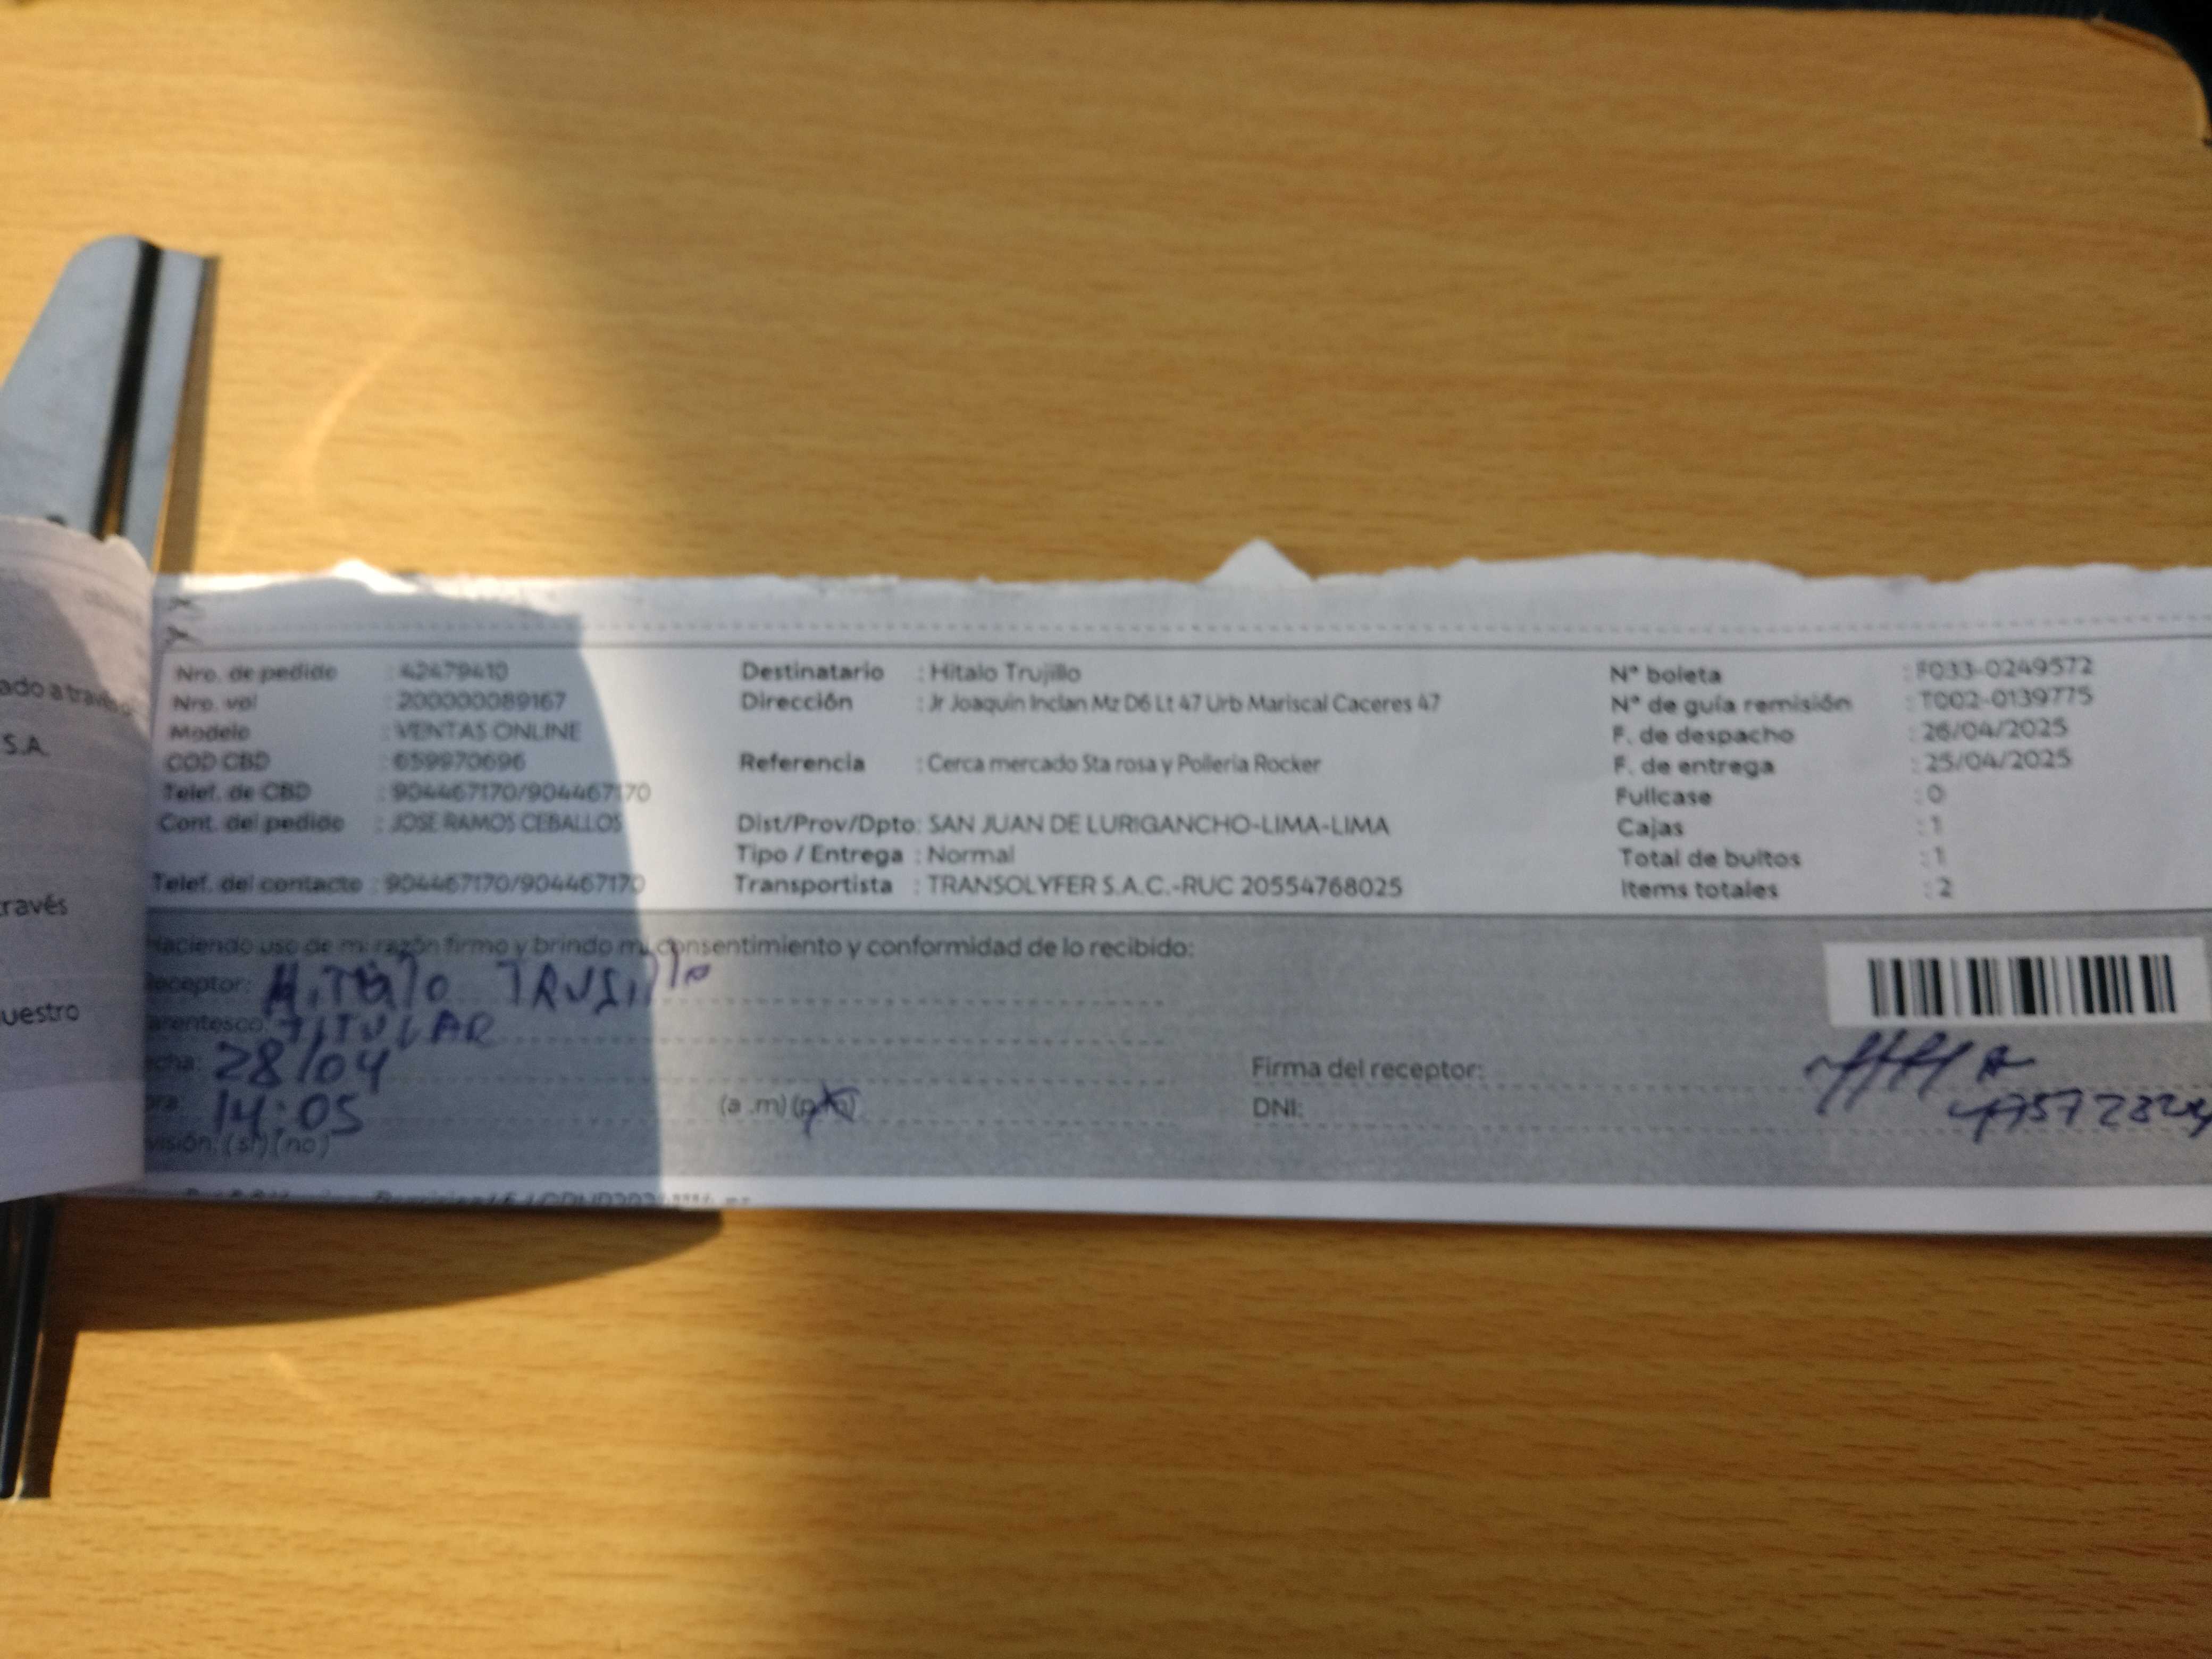 ado a través
S.A.
través
uestro
Nro. de pedido : 42479410
Nro. vol : 200000089167
Modelo : VENTAS ONLINE
COD CBD : 659970696
Telef. de CBD : 904467170/904467170
Cont. del pedido : JOSE RAMOS CEBALLOS
Telef. del contacto : 904467170/904467170
Destinatario : Hitalo Trujillo
Dirección : Jr Joaquin Inclan Mz D6 Lt 47 Urb Mariscal Caceres 47
Referencia : Cerca mercado Sta rosa y Polleria Rocker
Dist/Prov/Dpto: SAN JUAN DE LURIGANCHO-LIMA-LIMA
Tipo / Entrega : Normal
Transportista : TRANSOLYFER S.A.C.-RUC 20554768025
N° boleta : F033-0249572
N° de guía remisión : T002-0139775
F. de despacho : 26/04/2025
F. de entrega : 25/04/2025
Fullcase : 0
Cajas : 1
Total de bultos : 1
Items totales : 2
Haciendo uso de mi razón firmo y brindo mi consentimiento y conformidad de lo recibido:
eceptor: HiTalo TRUJillo
arentesco: TITULAR
cha: 28/04
ora: 14:05 (a .m) (p.m)
visión: (si) (no)
Firma del receptor:
DNI: